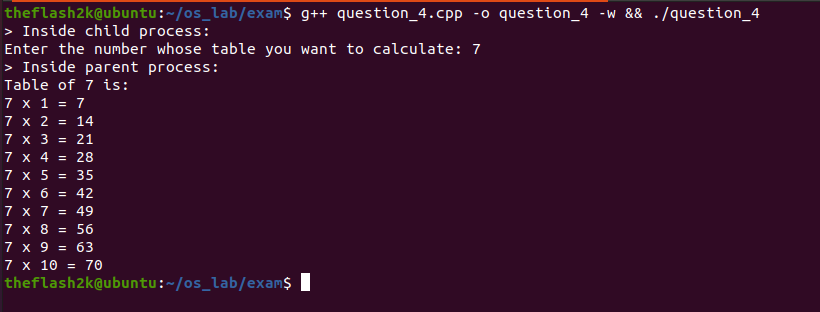 theflash2k@ubuntu:~/os_lab/exam$ g++ question_4.cpp -o question_4 -w && ./question_4
> Inside child process:
Enter the number whose table you want to calculate: 7
> Inside parent process:
Table of 7 is:
7 x 1 = 7
7 x 2 = 14
7 x 3 = 21
7 x 4 = 28
7 x 5 = 35
7 x 6 = 42
7 x 7 = 49
7 x 8 = 56
7 x 9 = 63
7 x 10 = 70
theflash2k@ubuntu:~/os_lab/exam$